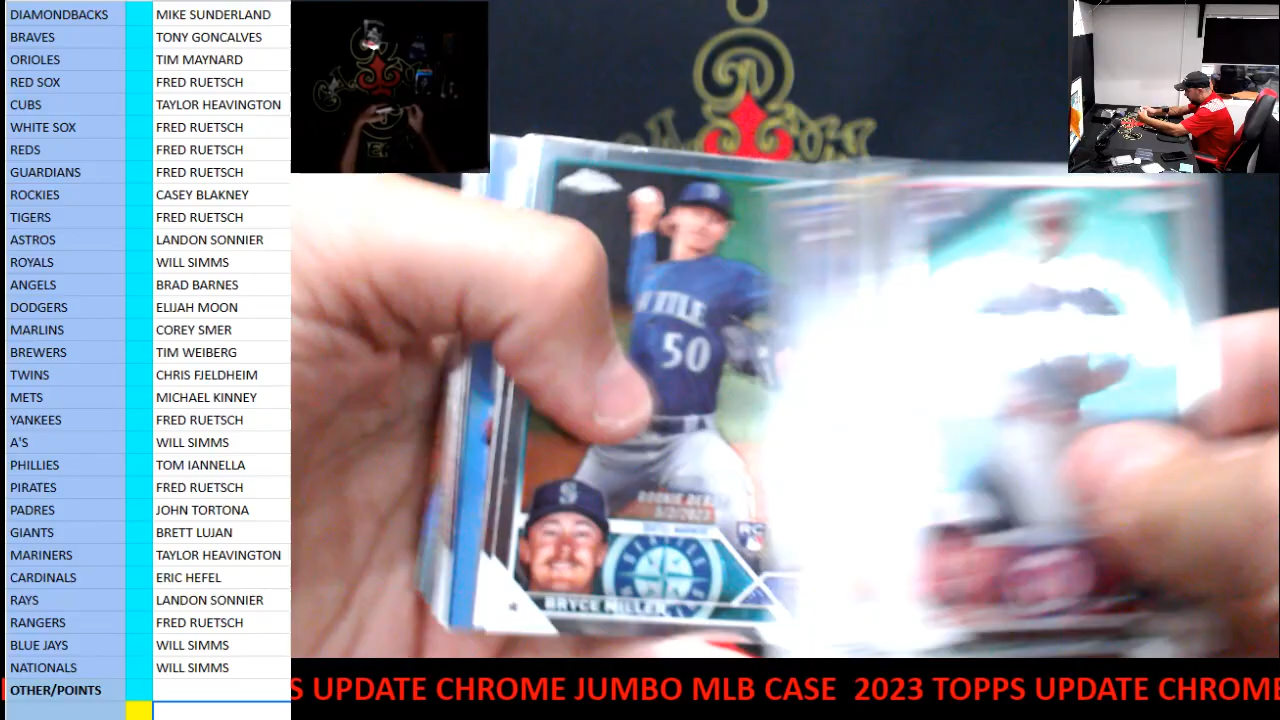 DIAMONDBACKS MIKE SUNDERLAND
BRAVES TONY GONCALVES
ORIOLES TIM MAYNARD
RED SOX FRED RUETSCH
CUBS TAYLOR HEAVINGTON
WHITE SOX FRED RUETSCH
REDS FRED RUETSCH
GUARDIANS FRED RUETSCH
ROCKIES CASEY BLAKNEY
TIGERS FRED RUETSCH
ASTROS LANDON SONNIER
ROYALS WILL SIMMS
ANGELS BRAD BARNES
DODGERS ELIJAH MOON
MARLINS COREY SMER
BREWERS TIM WEIBERG
TWINS CHRIS FJELDHEIM
METS MICHAEL KINNEY
YANKEES FRED RUETSCH
A'S WILL SIMMS
PHILLIES TOM IANNELLA
PIRATES FRED RUETSCH
PADRES JOHN TORTONA
GIANTS BRETT LUJAN
MARINERS TAYLOR HEAVINGTON
CARDINALS ERIC HEFEL
RAYS LANDON SONNIER
RANGERS FRED RUETSCH
BLUE JAYS WILL SIMMS
NATIONALS WILL SIMMS
OTHER/POINTS
50
ROOKIE DEBUT
BRYCE MILLER
S UPDATE CHROME JUMBO MLB CASE 2023 TOPPS UPDATE CHROME